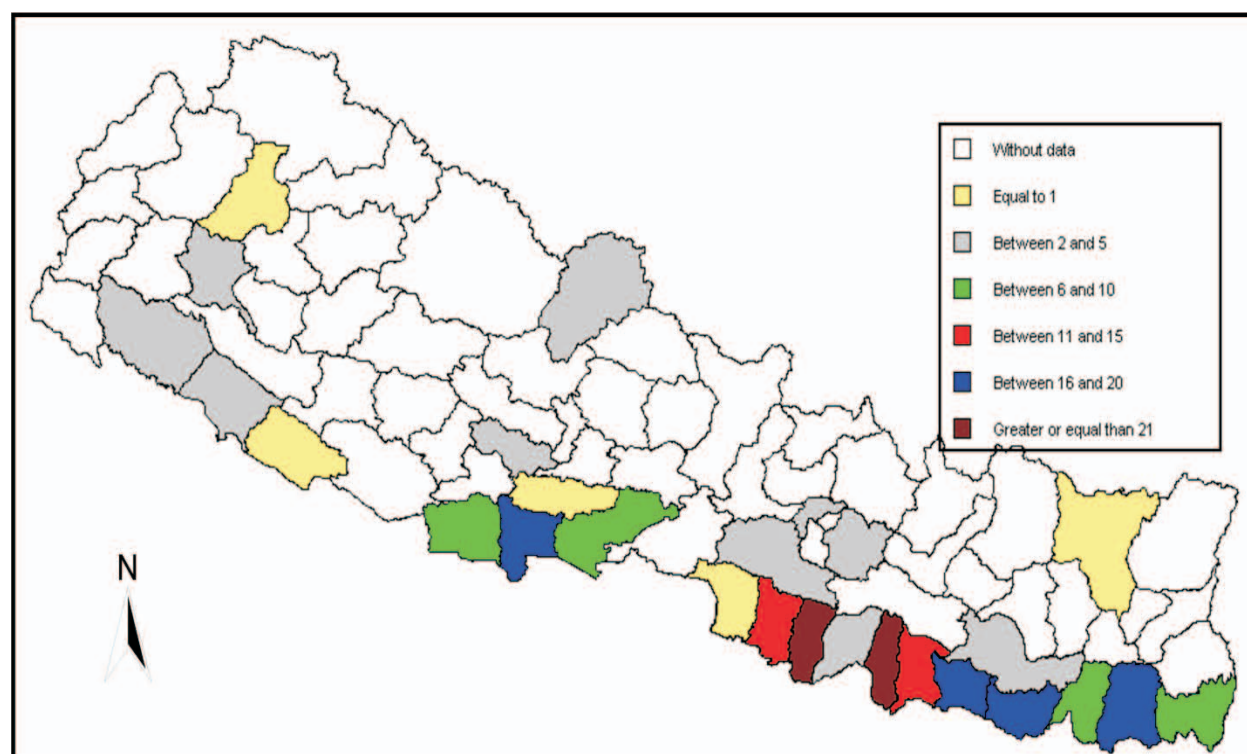 Without data
Equal to 1
Between 2 and 5
Between 6 and 10
Between 11 and 15
Between 16 and 20
Greater or equal than 21
N